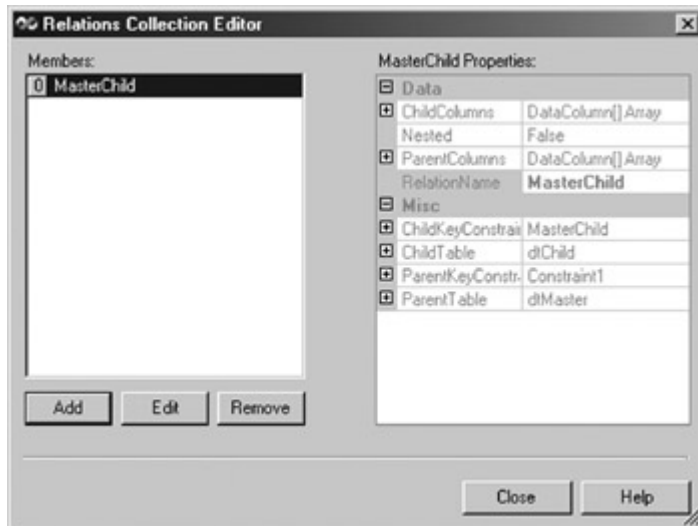 Relations Collection Editor
Members:
0 MasterChild
Add Edit Remove
MasterChild Properties:
Data
ChildColumns DataColumn[] Array
Nested False
ParentColumns DataColumn[] Array
RelationName MasterChild
Misc
ChildKeyConstrai MasterChild
ChildTable dtChild
ParentKeyConstr Constraint1
ParentTable dtMaster
Close Help